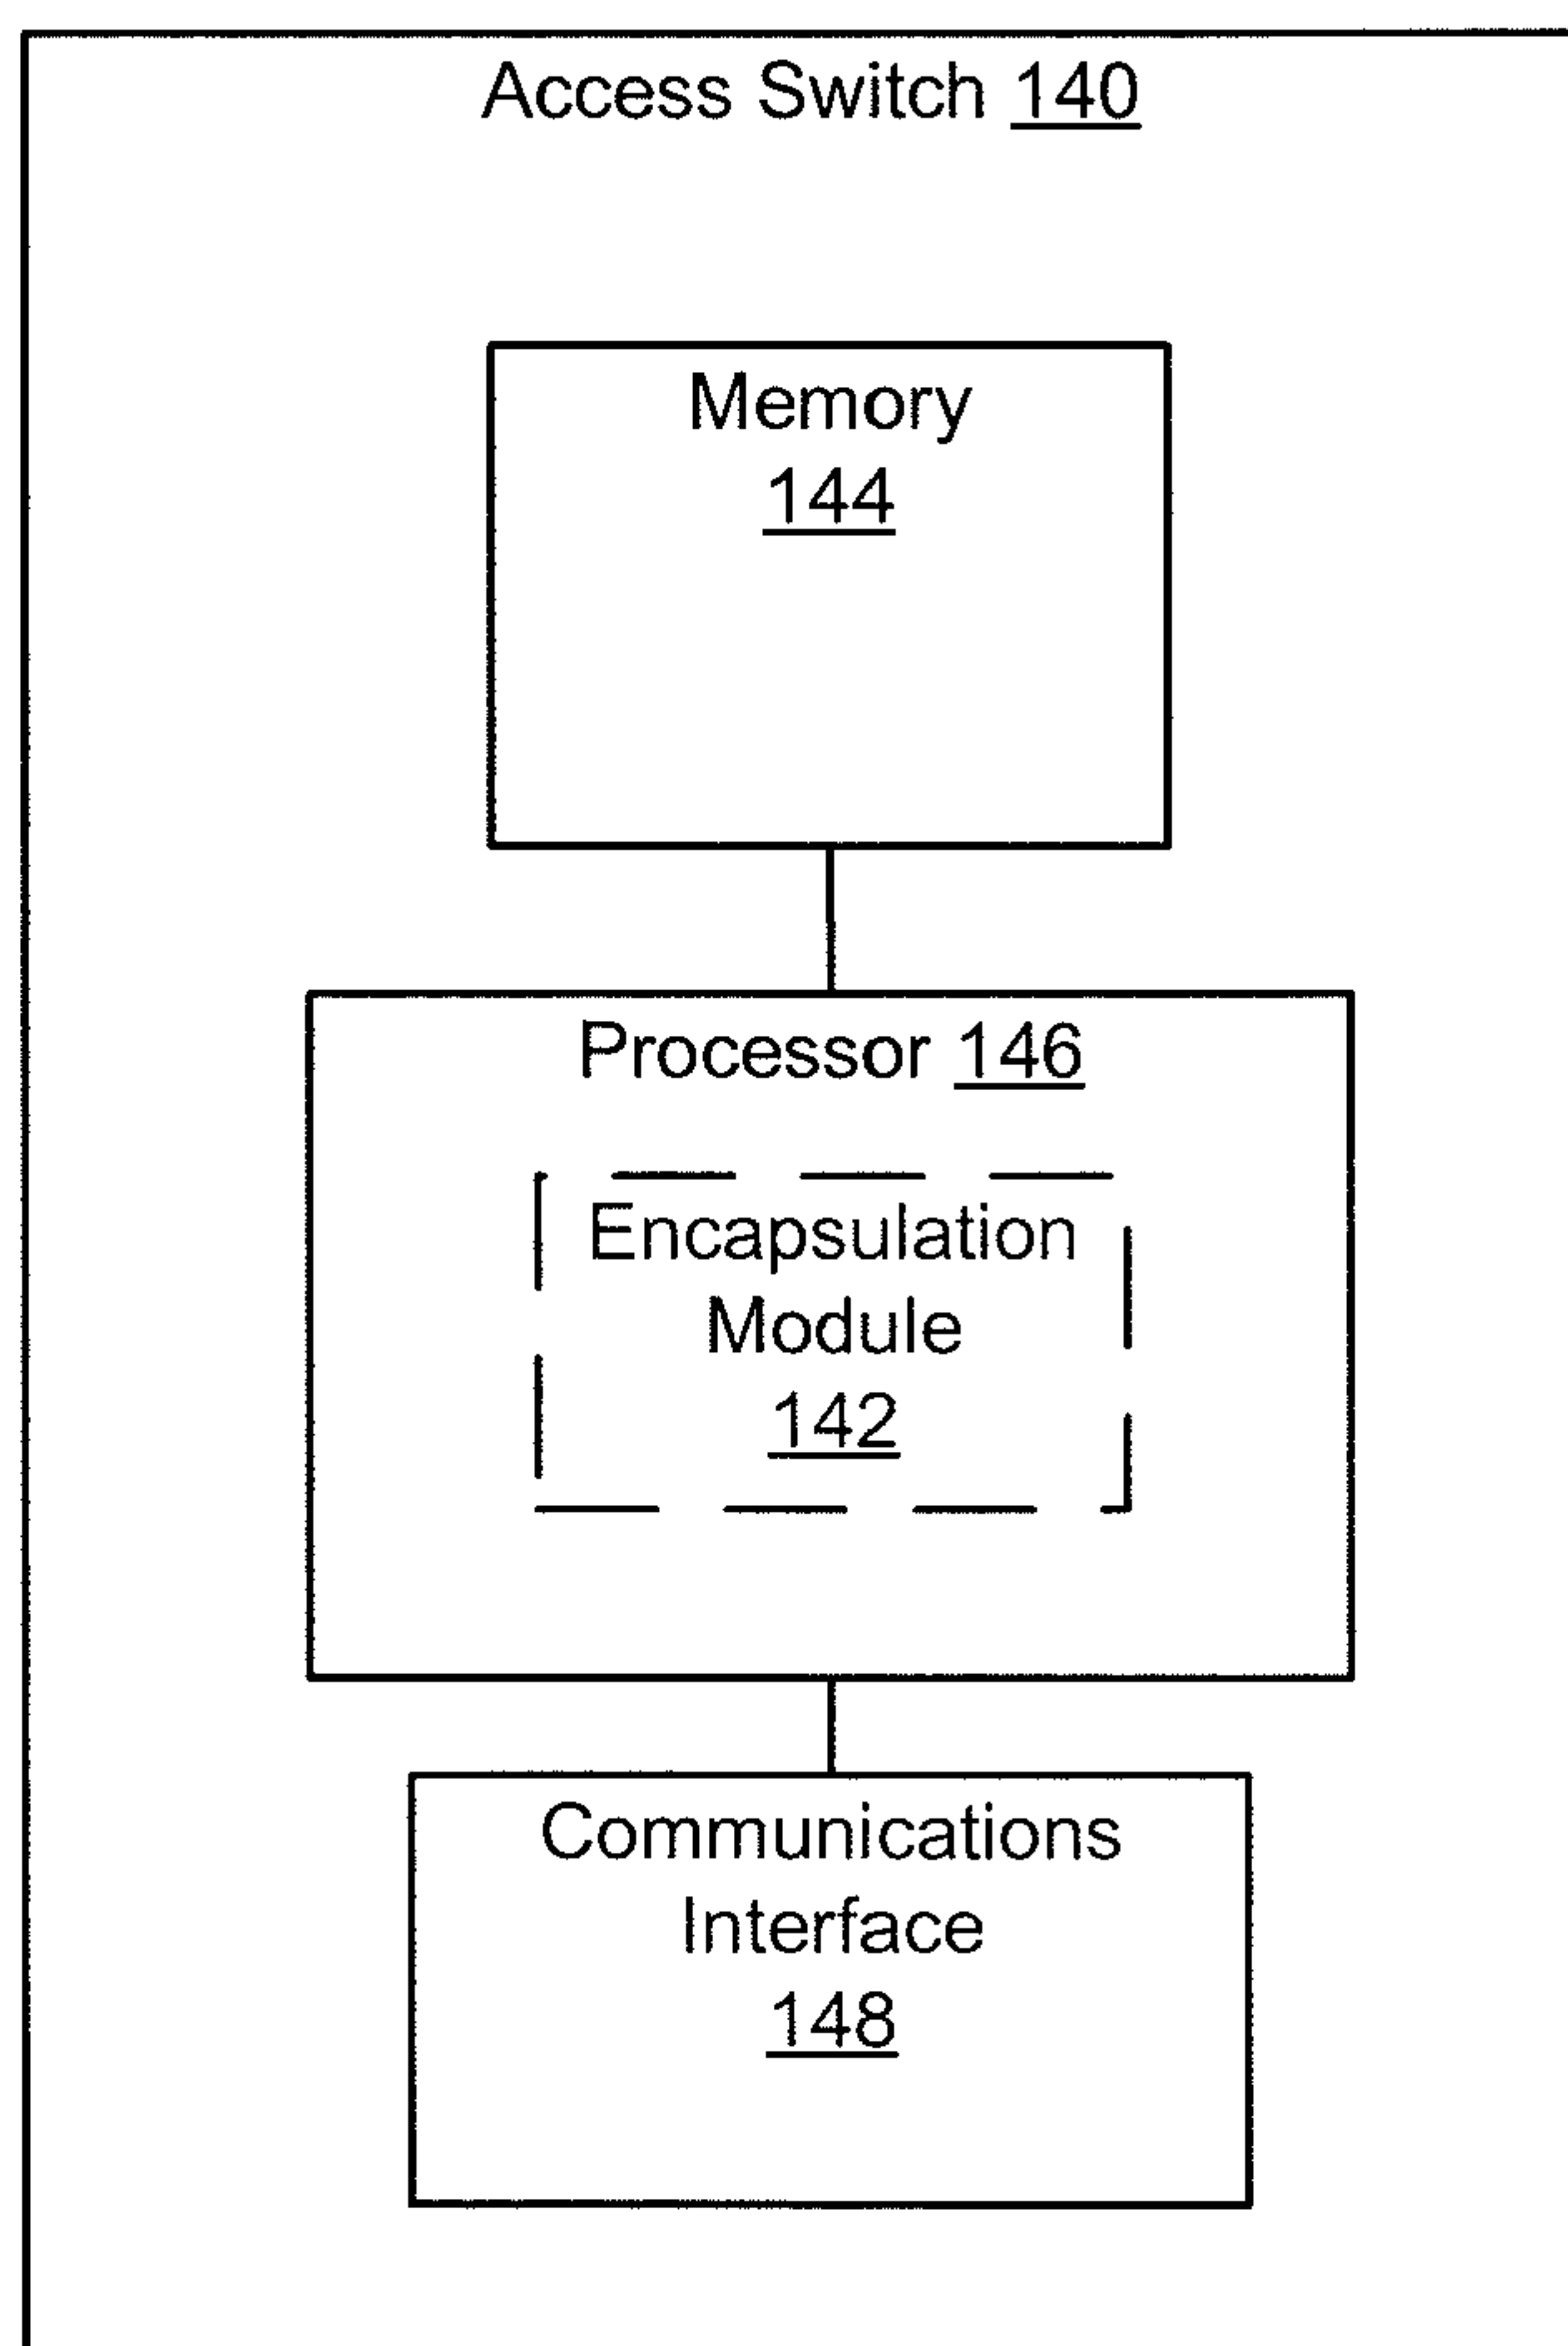 Access Switch 140
Memory
144
Processor 146
Encapsulation
Module
142
Communications
Interface
148